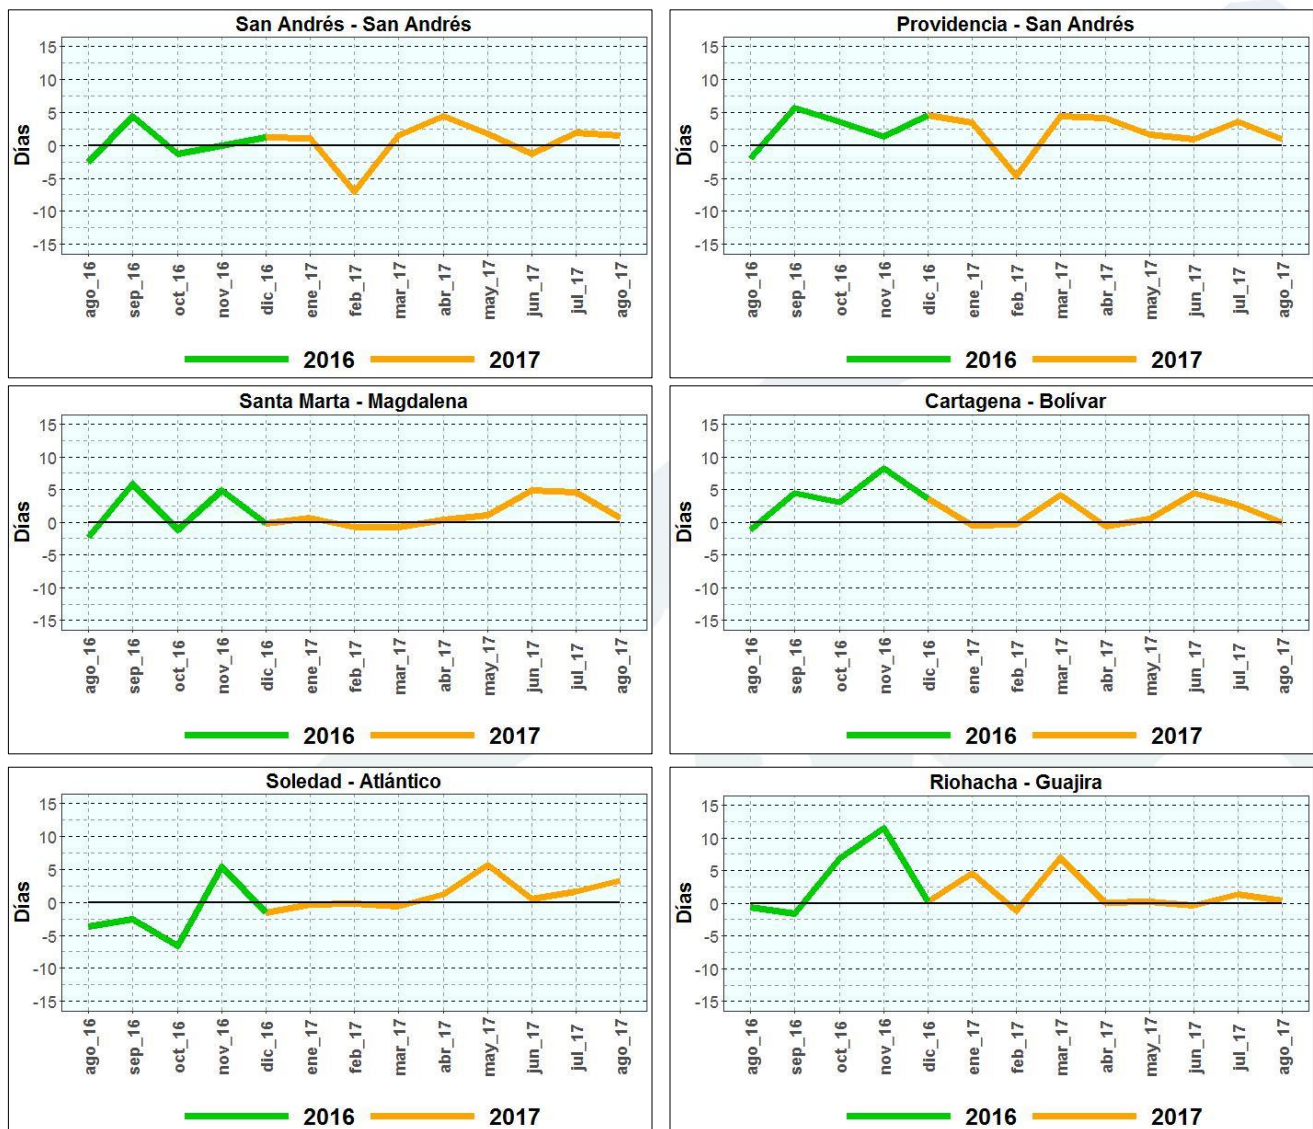 San Andrés - San Andrés
Días
15
10
5
0
-5
-10
-15
ago_16
sep_16
oct_16
nov_16
dic_16
ene_17
feb_17
mar_17
abr_17
may_17
jun_17
jul_17
ago_17
2016 2017
Providencia - San Andrés
Días
15
10
5
0
-5
-10
-15
ago_16
sep_16
oct_16
nov_16
dic_16
ene_17
feb_17
mar_17
abr_17
may_17
jun_17
jul_17
ago_17
2016 2017
Santa Marta - Magdalena
Días
15
10
5
0
-5
-10
-15
ago_16
sep_16
oct_16
nov_16
dic_16
ene_17
feb_17
mar_17
abr_17
may_17
jun_17
jul_17
ago_17
2016 2017
Cartagena - Bolívar
Días
15
10
5
0
-5
-10
-15
ago_16
sep_16
oct_16
nov_16
dic_16
ene_17
feb_17
mar_17
abr_17
may_17
jun_17
jul_17
ago_17
2016 2017
Soledad - Atlántico
Días
15
10
5
0
-5
-10
-15
ago_16
sep_16
oct_16
nov_16
dic_16
ene_17
feb_17
mar_17
abr_17
may_17
jun_17
jul_17
ago_17
2016 2017
Riohacha - Guajira
Días
15
10
5
0
-5
-10
-15
ago_16
sep_16
oct_16
nov_16
dic_16
ene_17
feb_17
mar_17
abr_17
may_17
jun_17
jul_17
ago_17
2016 2017